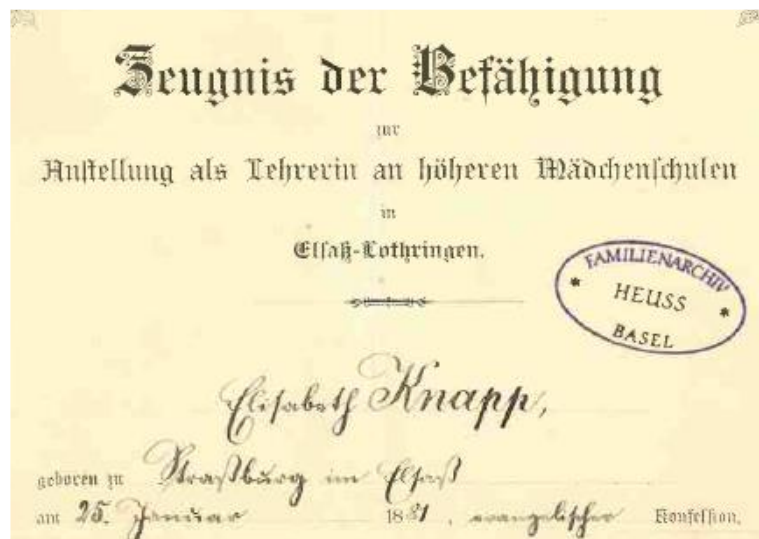 Zeugnis der Befähigung
zur
Anstellung als Lehrerin an höheren Mädchenschulen
in
Elsaß-Lothringen.
FAMILIENARCHIV
* HEUSS *
BASEL
Elisabeth Knapp,
geboren zu Straßburg im Elsaß
am 25. Januar 1881, evangelischer Konfession.